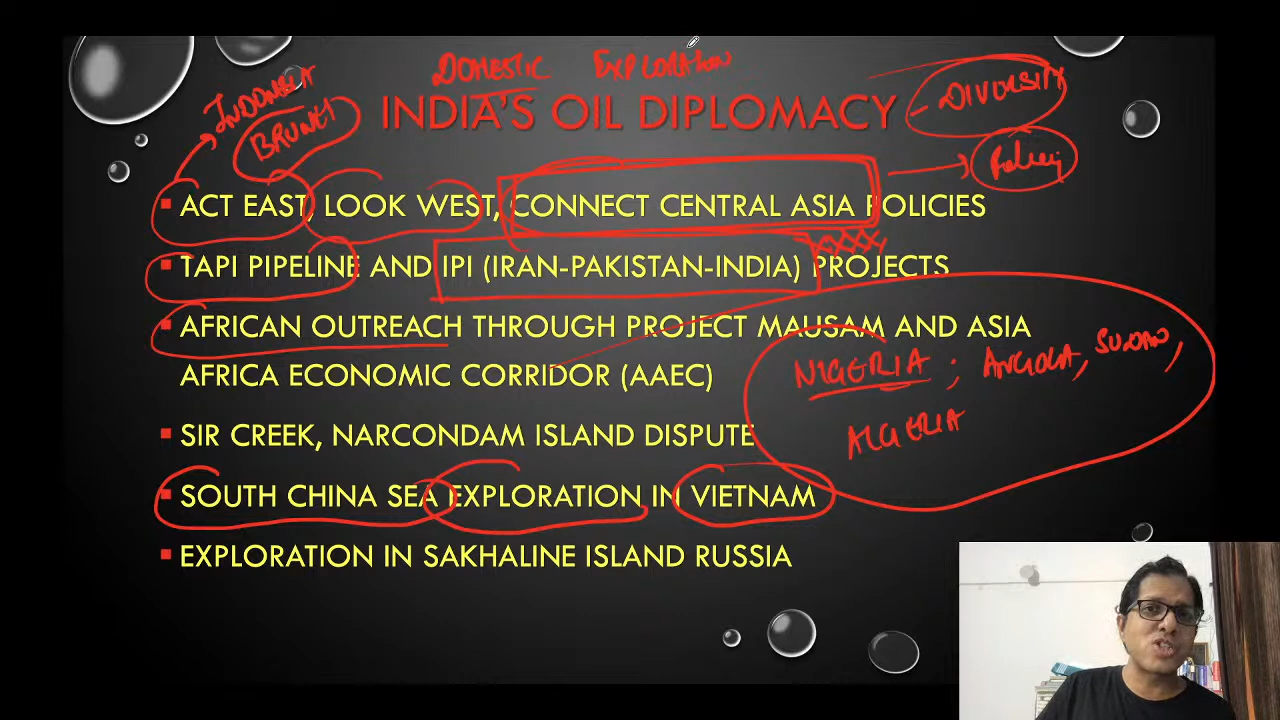 DOMESTIC EXPLORATION
INDONESIA
BRUNEI
INDIA'S OIL DIPLOMACY
- DIVERSITY
Policy
▪ ACT EAST, LOOK WEST, CONNECT CENTRAL ASIA POLICIES
▪ TAPI PIPELINE AND IPI (IRAN-PAKISTAN-INDIA) PROJECTS
▪ AFRICAN OUTREACH THROUGH PROJECT MAUSAM AND ASIA
AFRICA ECONOMIC CORRIDOR (AAEC)
NIGERIA ; ANGOLA, SUDAN,
ALGERIA
▪ SIR CREEK, NARCONDAM ISLAND DISPUTE
▪ SOUTH CHINA SEA EXPLORATION IN VIETNAM
▪ EXPLORATION IN SAKHALINE ISLAND RUSSIA